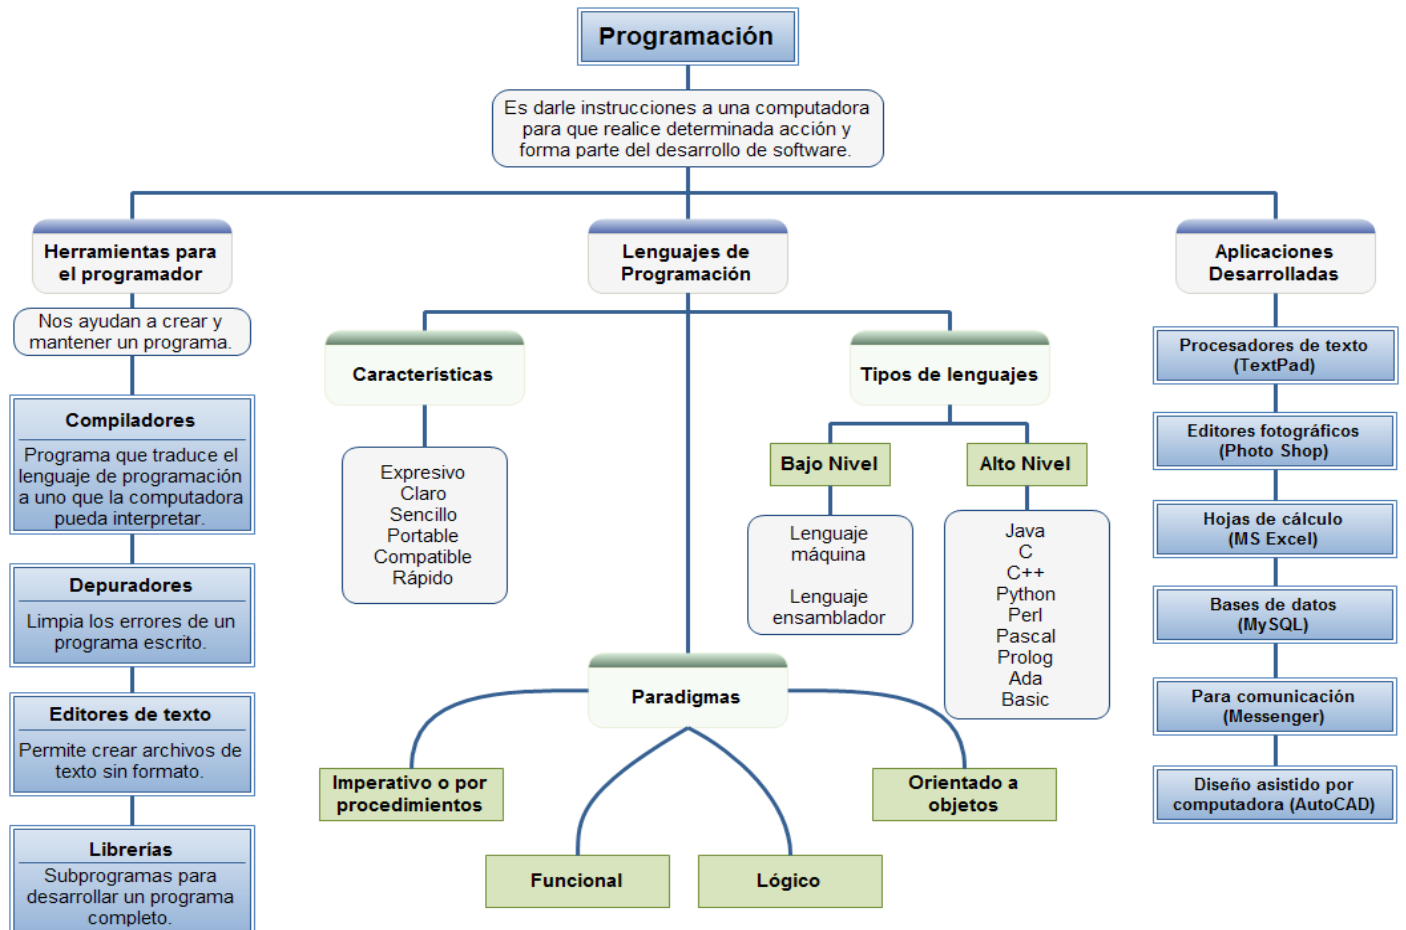 Programación
Es darle instrucciones a una computadora
para que realice determinada acción y
forma parte del desarrollo de software.
Herramientas para
el programador
Nos ayudan a crear y
mantener un programa.
Compiladores
Programa que traduce el
lenguaje de programación
a uno que la computadora
pueda interpretar.
Depuradores
Limpia los errores de un
programa escrito.
Editores de texto
Permite crear archivos de
texto sin formato.
Librerías
Subprogramas para
desarrollar un programa
completo.
Lenguajes de
Programación
Características
Expresivo
Claro
Sencillo
Portable
Compatible
Rápido
Tipos de lenguajes
Bajo Nivel
Lenguaje
máquina
Lenguaje
ensamblador
Alto Nivel
Java
C
C++
Python
Perl
Pascal
Prolog
Ada
Basic
Paradigmas
Imperativo o por
procedimientos
Funcional
Lógico
Orientado a
objetos
Aplicaciones
Desarrolladas
Procesadores de texto
(TextPad)
Editores fotográficos
(Photo Shop)
Hojas de cálculo
(MS Excel)
Bases de datos
(MySQL)
Para comunicación
(Messenger)
Diseño asistido por
computadora (AutoCAD)